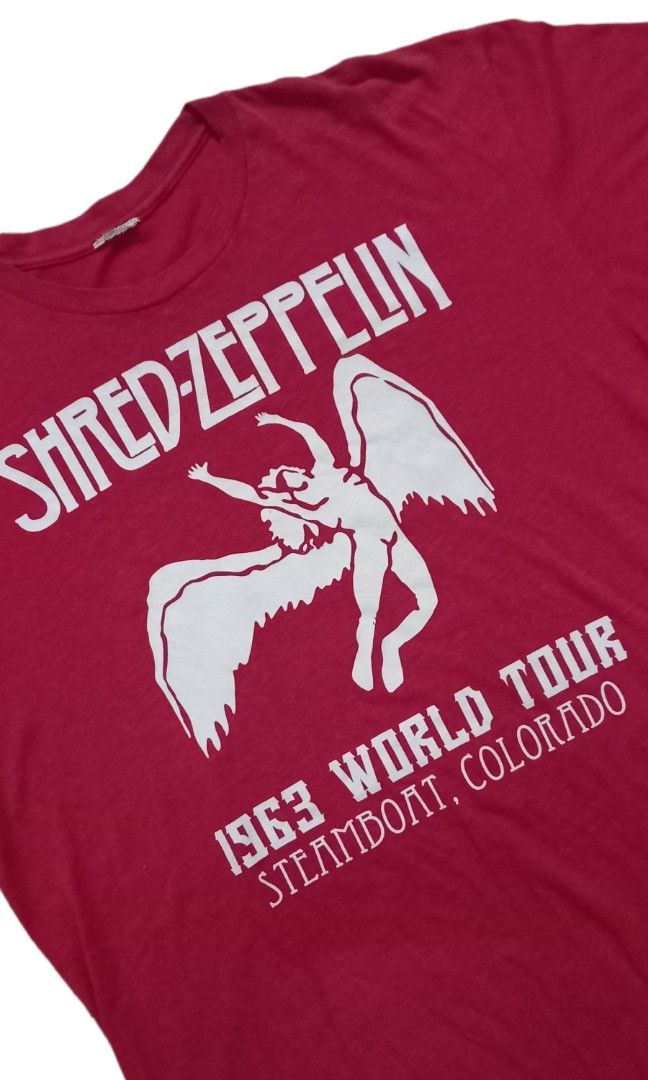 SHRED-ZEPPELIN
1963 WORLD TOUR
STEAMBOAT, COLORADO